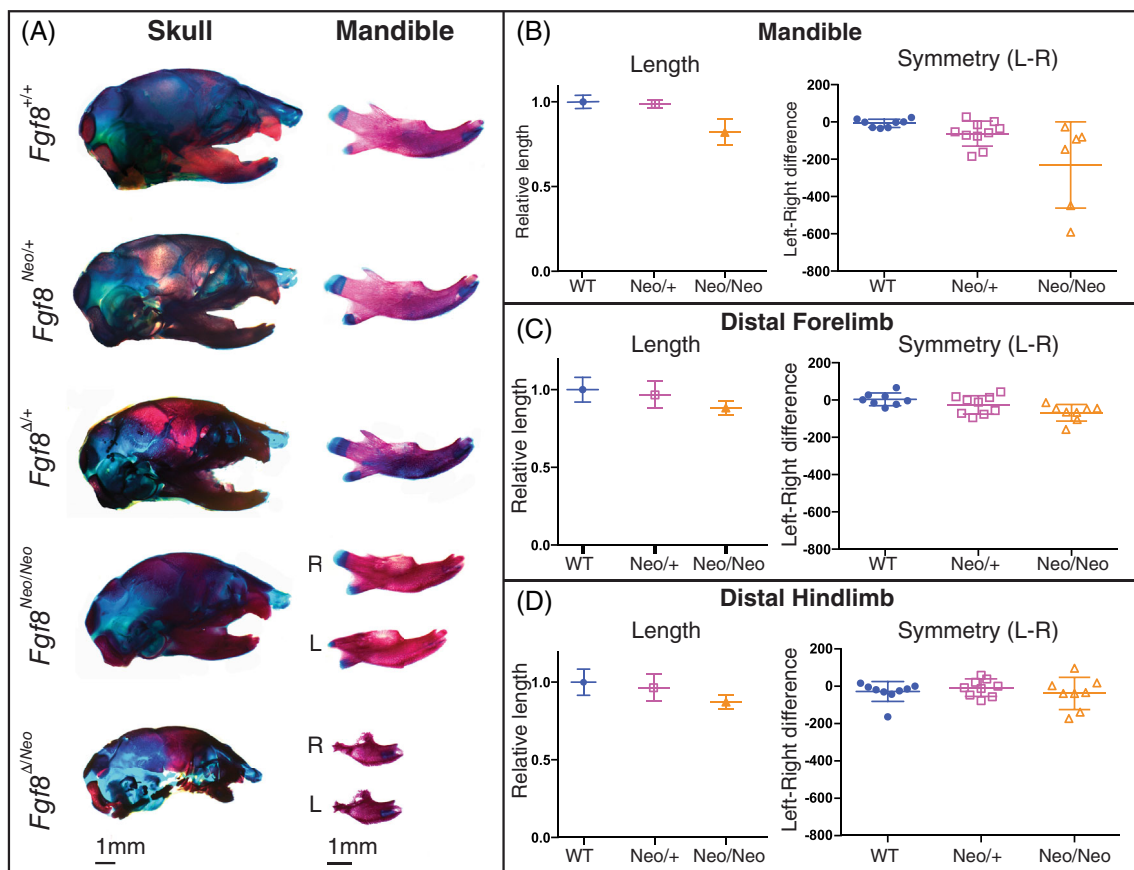 (A)
Skull
Mandible
Fgf8+/+
Fgf8Neo/+
Fgf8Δ/+
Fgf8Neo/Neo
R
L
Fgf8Δ/Neo
R
L
1mm
1mm
(B)
Mandible
Length
Relative length
1.0
0.5
0.0
WT
Neo/+
Neo/Neo
Symmetry (L-R)
Left-Right difference
200
0
-200
-400
-600
-800
WT
Neo/+
Neo/Neo
(C)
Distal Forelimb
Length
Relative length
1.0
0.5
0.0
WT
Neo/+
Neo/Neo
Symmetry (L-R)
Left-Right difference
200
0
-200
-400
-600
-800
WT
Neo/+
Neo/Neo
(D)
Distal Hindlimb
Length
Relative length
1.0
0.5
0.0
WT
Neo/+
Neo/Neo
Symmetry (L-R)
Left-Right difference
200
0
-200
-400
-600
-800
WT
Neo/+
Neo/Neo